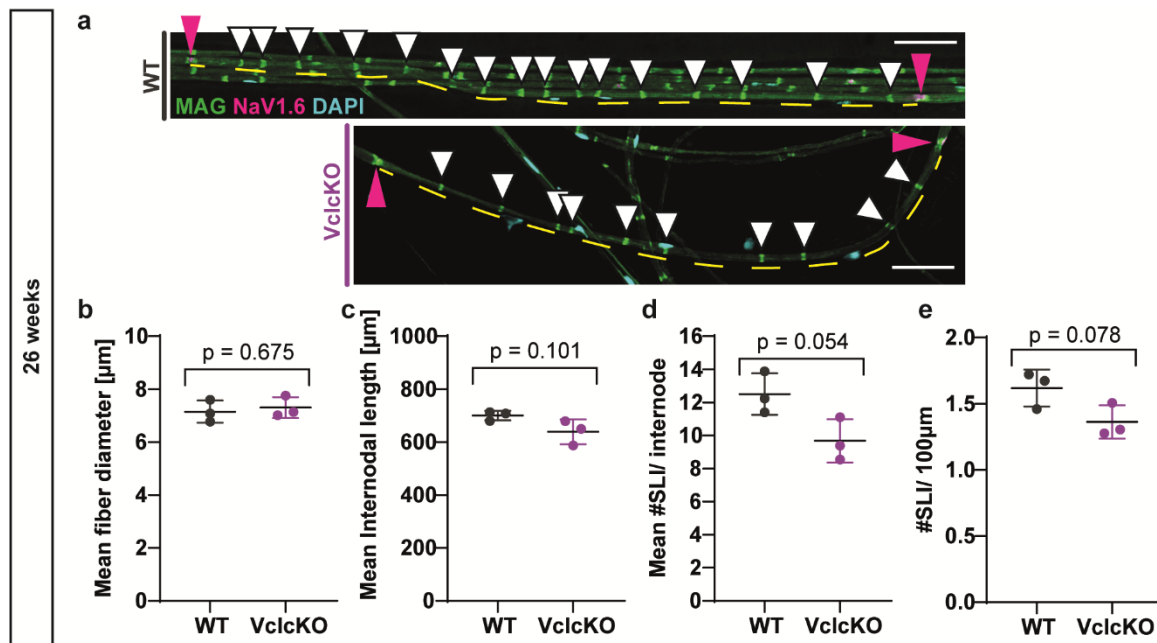 26 weeks
a
WT
MAG NaV1.6 DAPI
VclcKO
b
Mean fiber diameter [µm]
10
8
6
4
2
0
p = 0.675
WT VclcKO
c
Mean Internodal length [µm]
1000
800
600
400
200
0
p = 0.101
WT VclcKO
d
Mean #SLI/ internode
16
14
12
10
8
6
4
2
0
p = 0.054
WT VclcKO
e
#SLI/ 100µm
2.0
1.5
1.0
0.5
0.0
p = 0.078
WT VclcKO